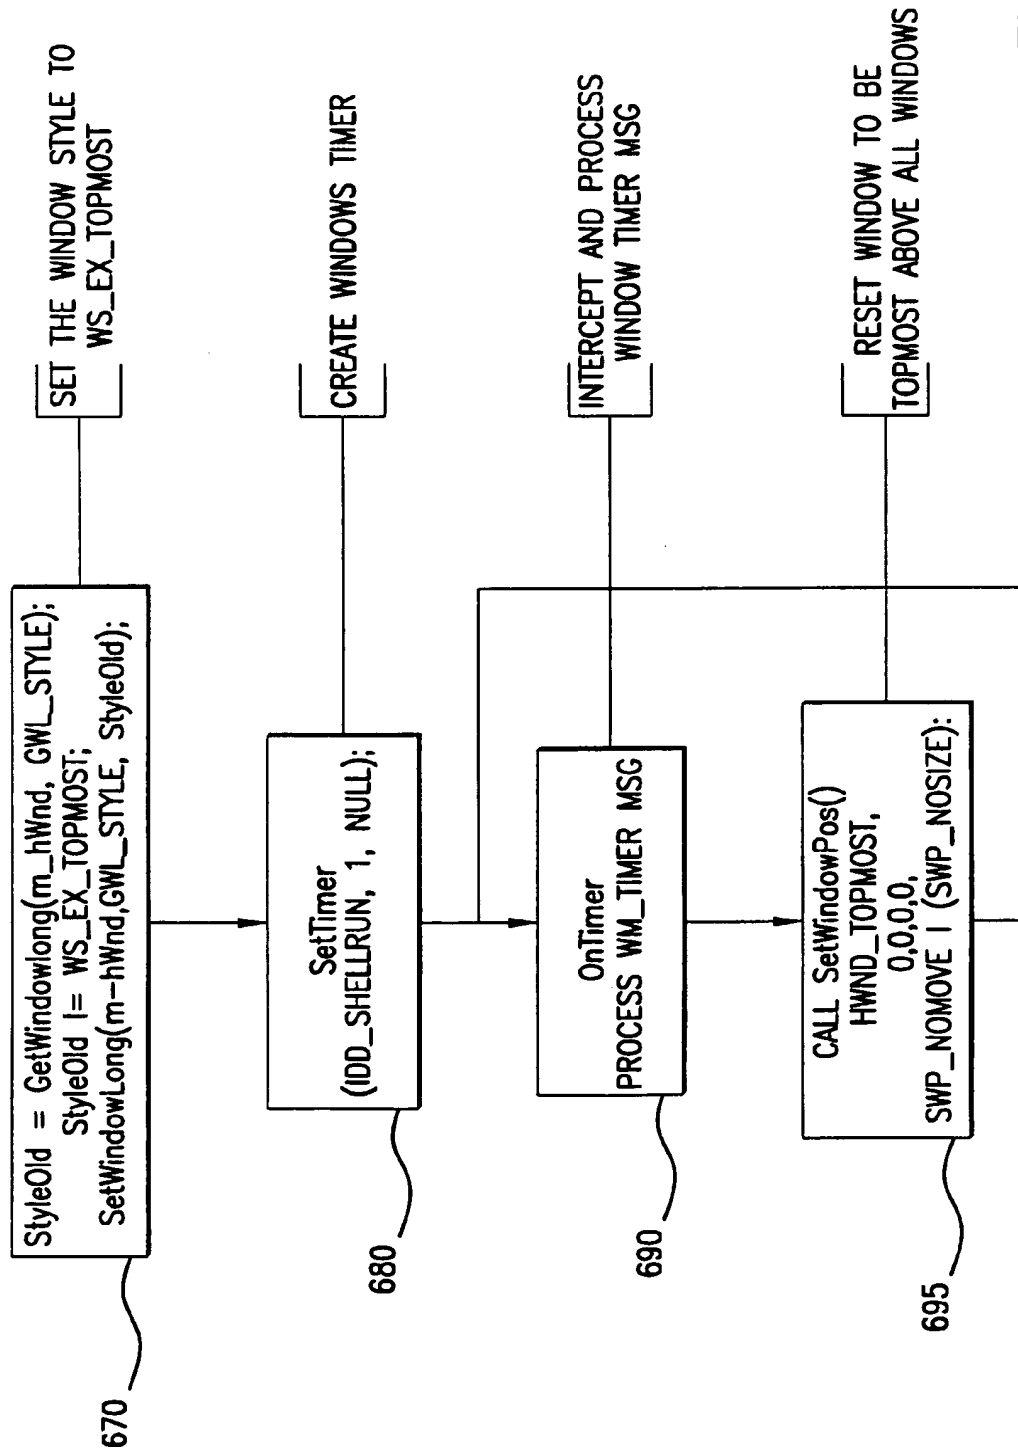 StyleOld = GetWindowlong(m_hWnd, GWL_STYLE);
StyleOld |= WS_EX_TOPMOST;
SetWindowLong(m-hWnd,GWL_STYLE, StyleOld);
670
SET THE WINDOW STYLE TO
WS_EX_TOPMOST
SetTimer
(IDD_SHELLRUN, 1, NULL);
680
CREATE WINDOWS TIMER
OnTimer
PROCESS WM_TIMER MSG
690
INTERCEPT AND PROCESS
WINDOW TIMER MSG
CALL SetWindowPos()
HWND_TOPMOST,
0,0,0,0,
SWP_NOMOVE | (SWP_NOSIZE):
695
RESET WINDOW TO BE
TOPMOST ABOVE ALL WINDOWS